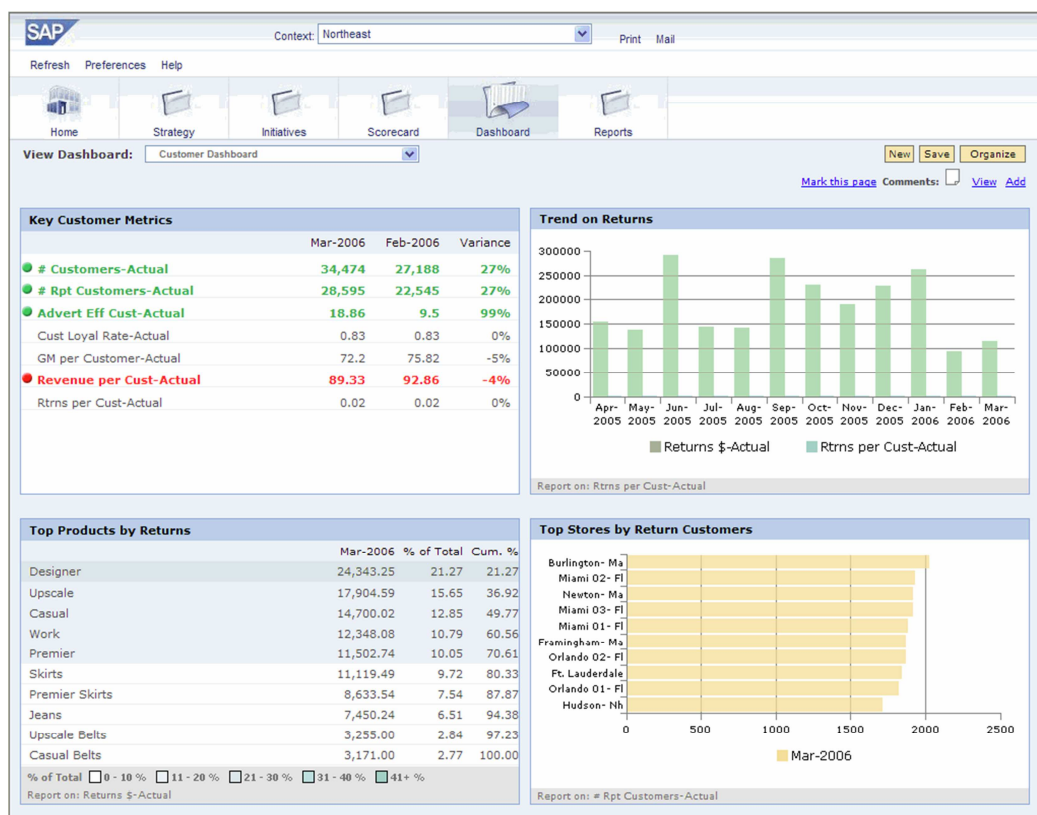 SAP
Context: Northeast
Print Mail
Refresh Preferences Help
Home Strategy Initiatives Scorecard Dashboard Reports
View Dashboard: Customer Dashboard
New Save Organize
Mark this page Comments: View Add
Key Customer Metrics
Mar-2006 Feb-2006 Variance
# Customers-Actual 34,474 27,188 27%
# Rpt Customers-Actual 28,595 22,545 27%
Advert Eff Cust-Actual 18.86 9.5 99%
Cust Loyal Rate-Actual 0.83 0.83 0%
GM per Customer-Actual 72.2 75.82 -5%
Revenue per Cust-Actual 89.33 92.86 -4%
Rtrns per Cust-Actual 0.02 0.02 0%
Trend on Returns
300000
250000
200000
150000
100000
50000
0
Apr- May- Jun- Jul- Aug- Sep- Oct- Nov- Dec- Jan- Feb- Mar-
2005 2005 2005 2005 2005 2005 2005 2005 2005 2006 2006 2006
Returns $-Actual Rtrns per Cust-Actual
Report on: Rtrns per Cust-Actual
Top Products by Returns
Mar-2006 % of Total Cum. %
Designer 24,343.25 21.27 21.27
Upscale 17,904.59 15.65 36.92
Casual 14,700.02 12.85 49.77
Work 12,348.08 10.79 60.56
Premier 11,502.74 10.05 70.61
Skirts 11,119.49 9.72 80.33
Premier Skirts 8,633.54 7.54 87.87
Jeans 7,450.24 6.51 94.38
Upscale Belts 3,255.00 2.84 97.23
Casual Belts 3,171.00 2.77 100.00
% of Total 0 - 10 % 11 - 20 % 21 - 30 % 31 - 40 % 41+ %
Report on: Returns $-Actual
Top Stores by Return Customers
Burlington- Ma
Miami 02- Fl
Newton- Ma
Miami 03- Fl
Miami 01- Fl
Framingham- Ma
Orlando 02- Fl
Ft. Lauderdale
Orlando 01- Fl
Hudson- Nh
0 500 1000 1500 2000 2500
Mar-2006
Report on: # Rpt Customers-Actual